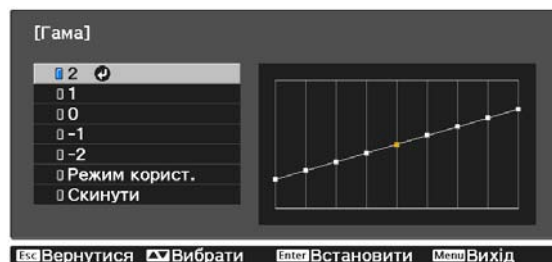 [Гама]
2
1
0
-1
-2
Режим корист.
Скинути
Esc Вернутися Вибрати Enter Встановити Menu Вихід